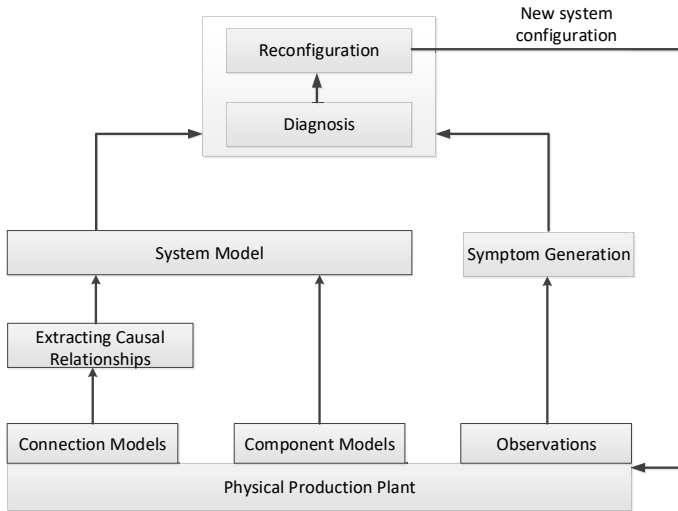 New system
configuration
Reconfiguration
Diagnosis
System Model
Symptom Generation
Extracting Causal
Relationships
Connection Models
Component Models
Observations
Physical Production Plant